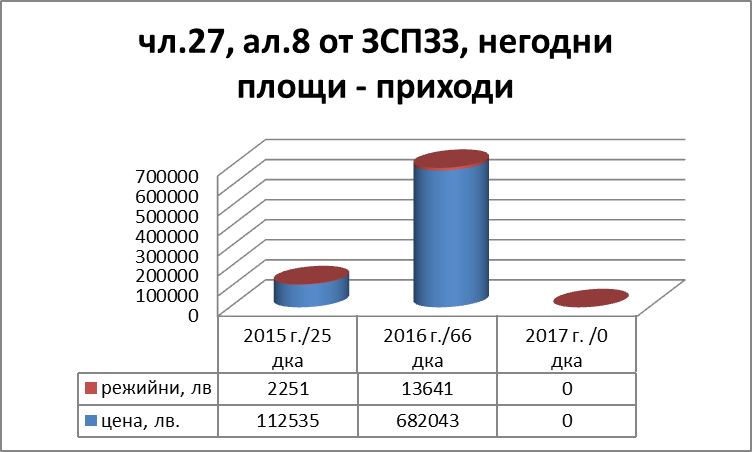 чл.27, ал.8 от ЗСПЗЗ, негодни
площи - приходи
700000
600000
500000
400000
300000
200000
100000
0
2015 г./25 дка
2016 г./66 дка
2017 г. /0 дка
режийни, лв 2251 13641 0
цена, лв. 112535 682043 0